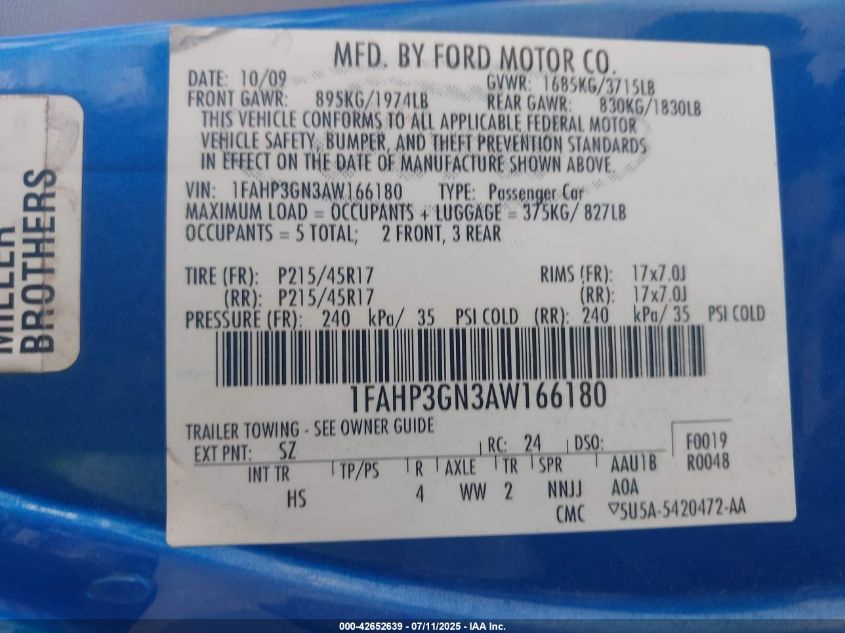 MFD. BY FORD MOTOR CO.
DATE: 10/09 GVWR: 1685KG/3715LB
FRONT GAWR: 895KG/1974LB REAR GAWR: 830KG/1830LB
THIS VEHICLE CONFORMS TO ALL APPLICABLE FEDERAL MOTOR
VEHICLE SAFETY, BUMPER, AND THEFT PREVENTION STANDARDS
IN EFFECT ON THE DATE OF MANUFACTURE SHOWN ABOVE.
VIN: 1FAHP3GN3AW166180 TYPE: Passenger Car
MAXIMUM LOAD = OCCUPANTS + LUGGAGE = 375KG/ 827LB
OCCUPANTS = 5 TOTAL; 2 FRONT, 3 REAR
TIRE (FR): P215/45R17 RIMS (FR): 17x7.0J
(RR): P215/45R17 (RR): 17x7.0J
PRESSURE (FR): 240 kPa/ 35 PSI COLD (RR): 240 kPa/ 35 PSI COLD
1FAHP3GN3AW166180
TRAILER TOWING - SEE OWNER GUIDE
EXT PNT: SZ RC: 24 DSO: F0019
R0048
INT TR TP/PS R AXLE TR SPR AAU1B
HS 4 WW 2 NNJJ AOA
CMC ▽5U5A-5420472-AA
MILLER
BROTHERS
000-42652639 - 07/11/2025 - IAA Inc.